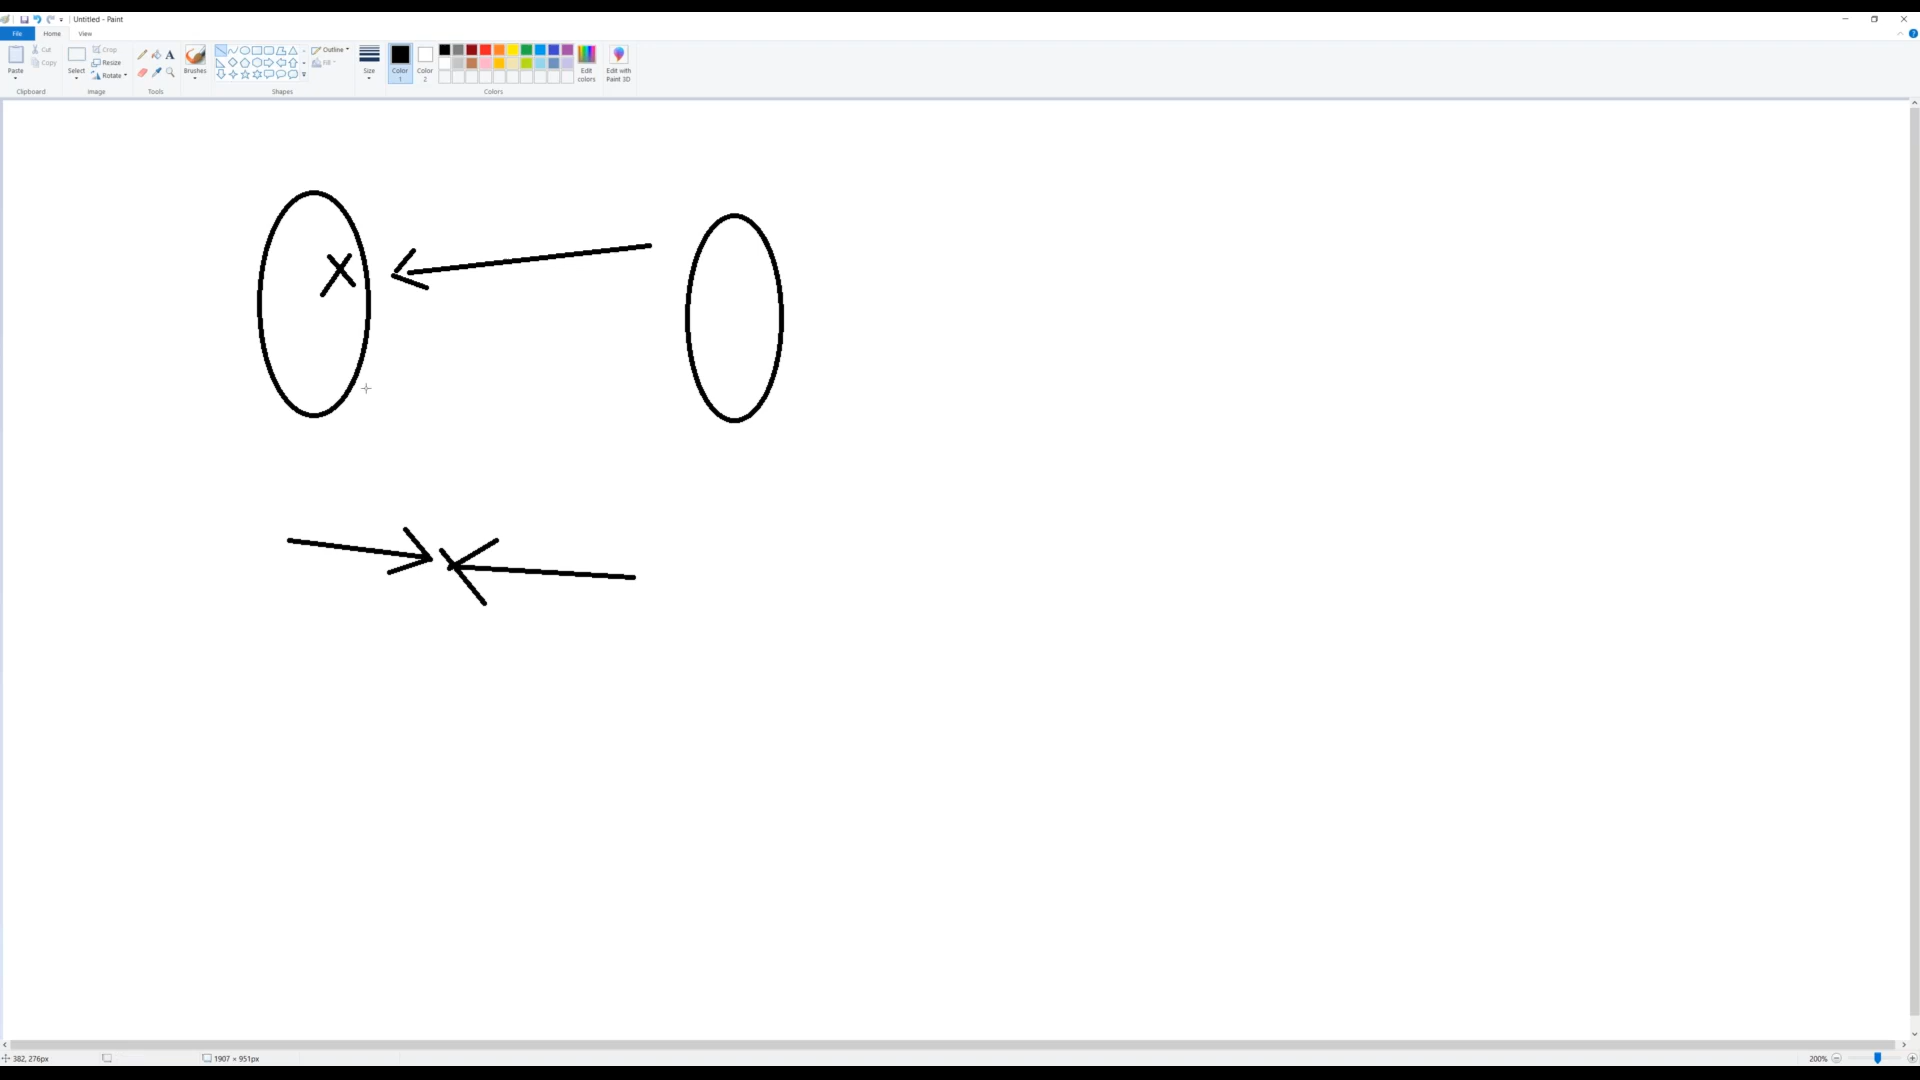 Untitled - Paint
File Home View
Paste
Cut
Copy
Clipboard
Select
Crop
Resize
Rotate
Image
Tools
Brushes
Outline
Fill
Shapes
Size
Color 1
Color 2
Edit colors
Colors
Edit with Paint 3D
X
382, 276px
1907 × 951px
200%